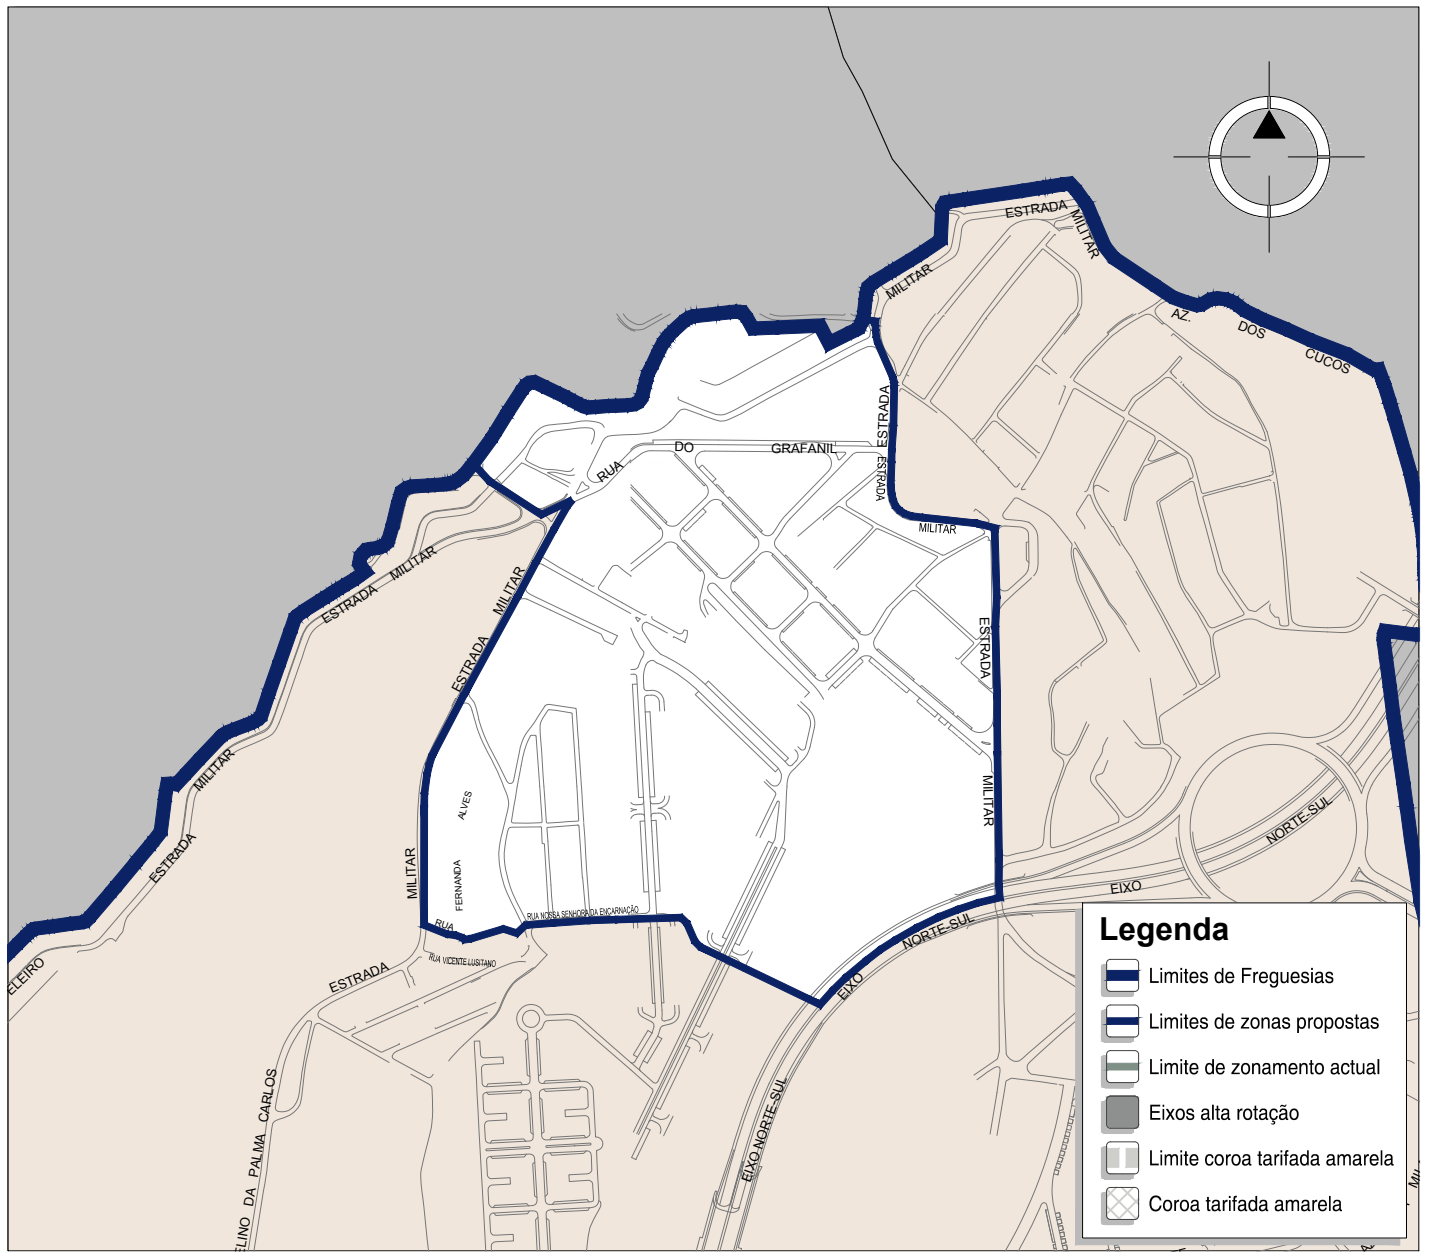 ESTRADA
MILITAR
MILITAR
AZ.
DOS
CUCOS
ESTRADA
RUA
DO
GRAFANIL
ESTRADA
MILITAR
MILITAR
ESTRADA
MILITAR
ESTRADA
ESTRADA
MILITAR
ESTRADA
MILITAR
ESTRADA
MILITAR
ALVES
FERNANDA
RUA
RUA NOSSA SENHORA DA ENCARNAÇÃO
RUA VICENTE LUSITANO
ESTRADA
ELEIRO
NORTE-SUL
EIXO
NORTE-SUL
EIXO
EIXO NORTE-SUL
ELINO DA PALMA CARLOS
Legenda
Limites de Freguesias
Limites de zonas propostas
Limite de zonamento actual
Eixos alta rotação
Limite coroa tarifada amarela
Coroa tarifada amarela